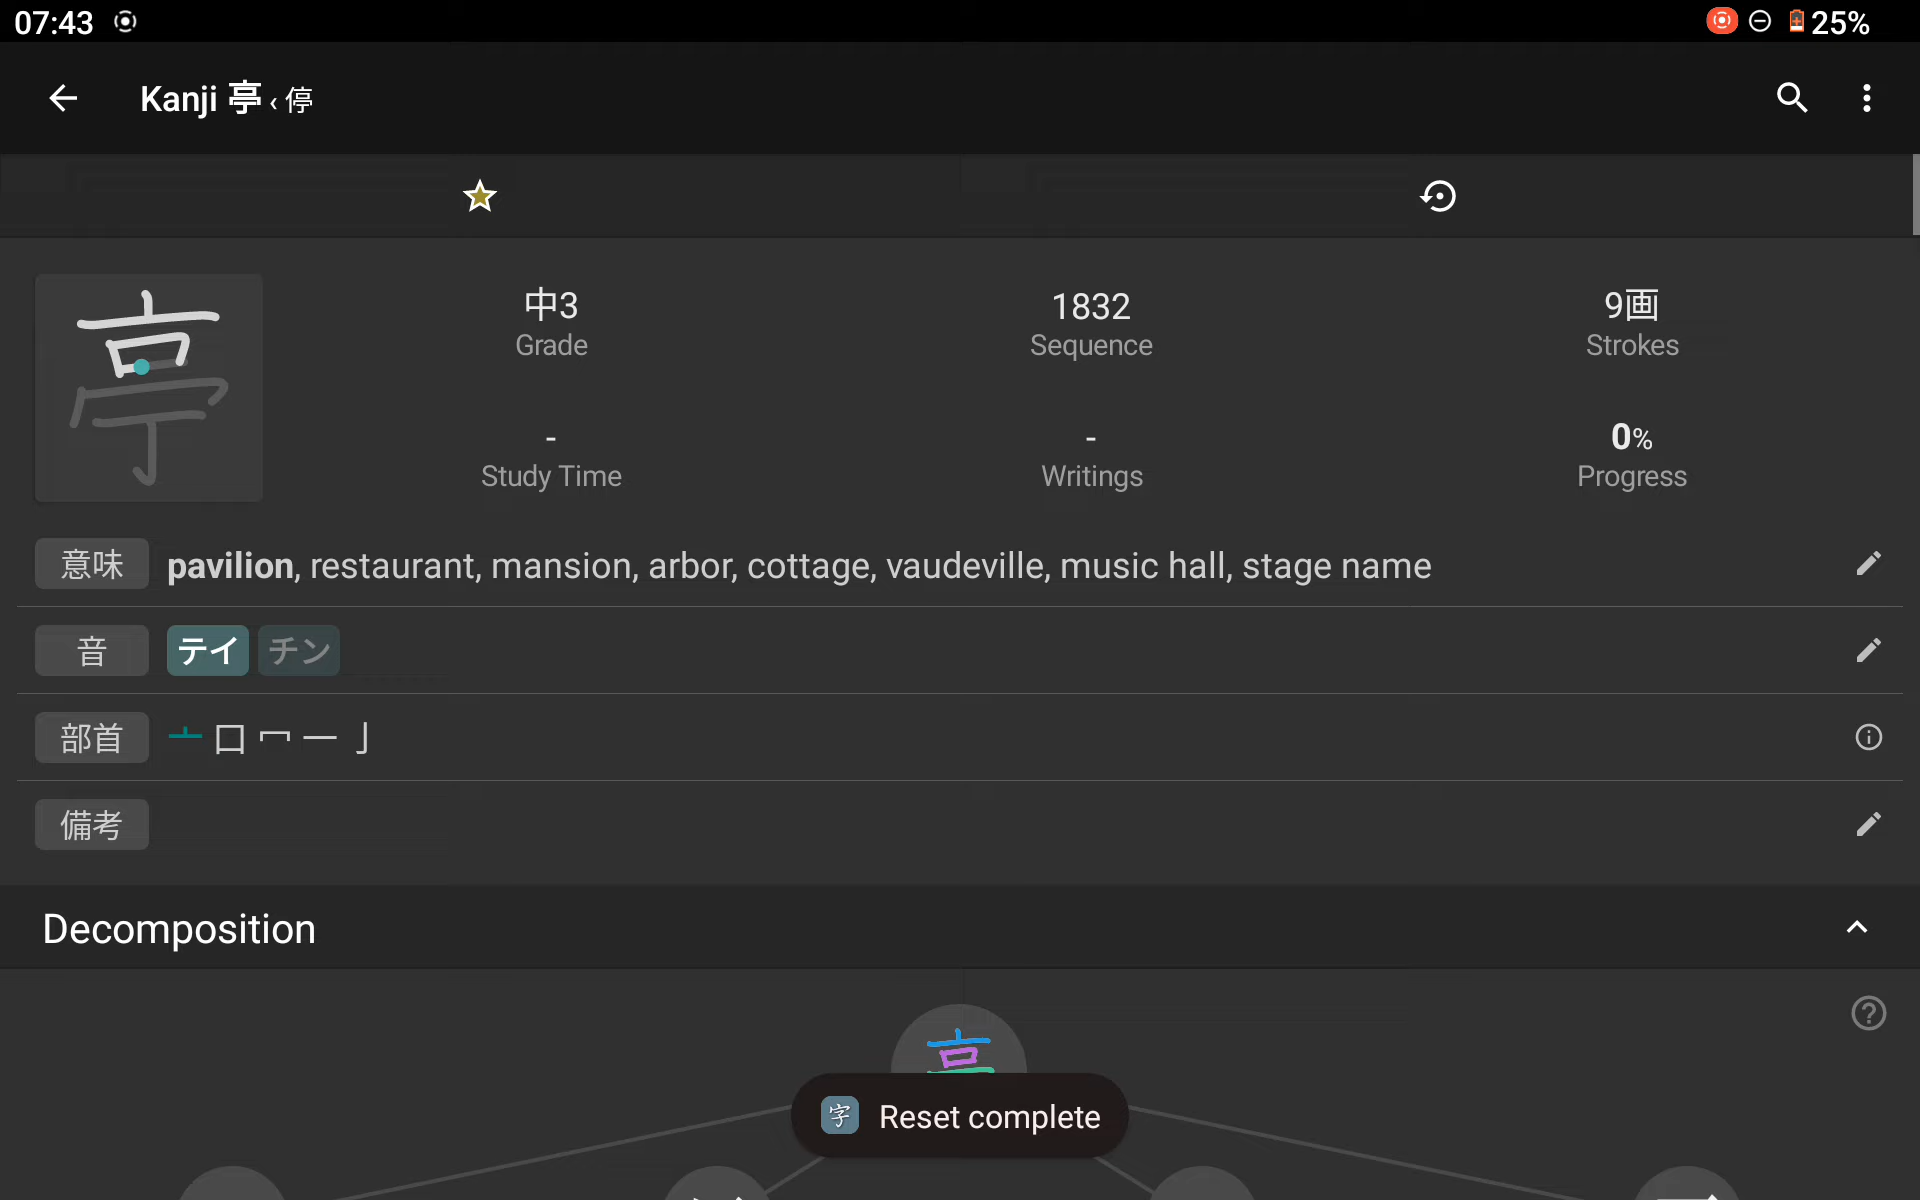 07:43
25%
Kanji 亭 ‹ 停
中3
Grade
1832
Sequence
9画
Strokes
-
Study Time
-
Writings
0%
Progress
意味 pavilion, restaurant, mansion, arbor, cottage, vaudeville, music hall, stage name
音 テイ チン
部首 亠 口 冖 一 亅
備考
Decomposition
亭
字 Reset complete